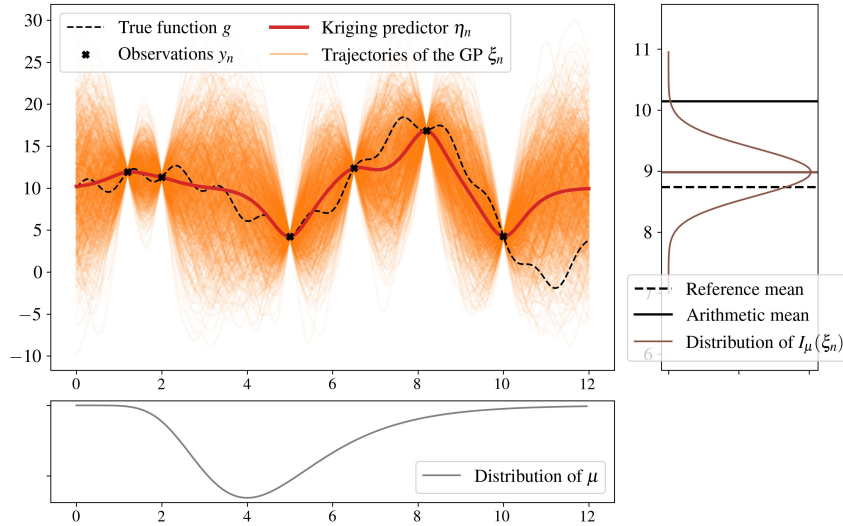 True function g
Observations yₙ
Kriging predictor ηₙ
Trajectories of the GP ξₙ
30
25
20
15
10
5
0
−5
−10
0 2 4 6 8 10 12
11
10
9
8
7
6
Reference mean
Arithmetic mean
Distribution of I_μ(ξₙ)
Distribution of μ
0 2 4 6 8 10 12